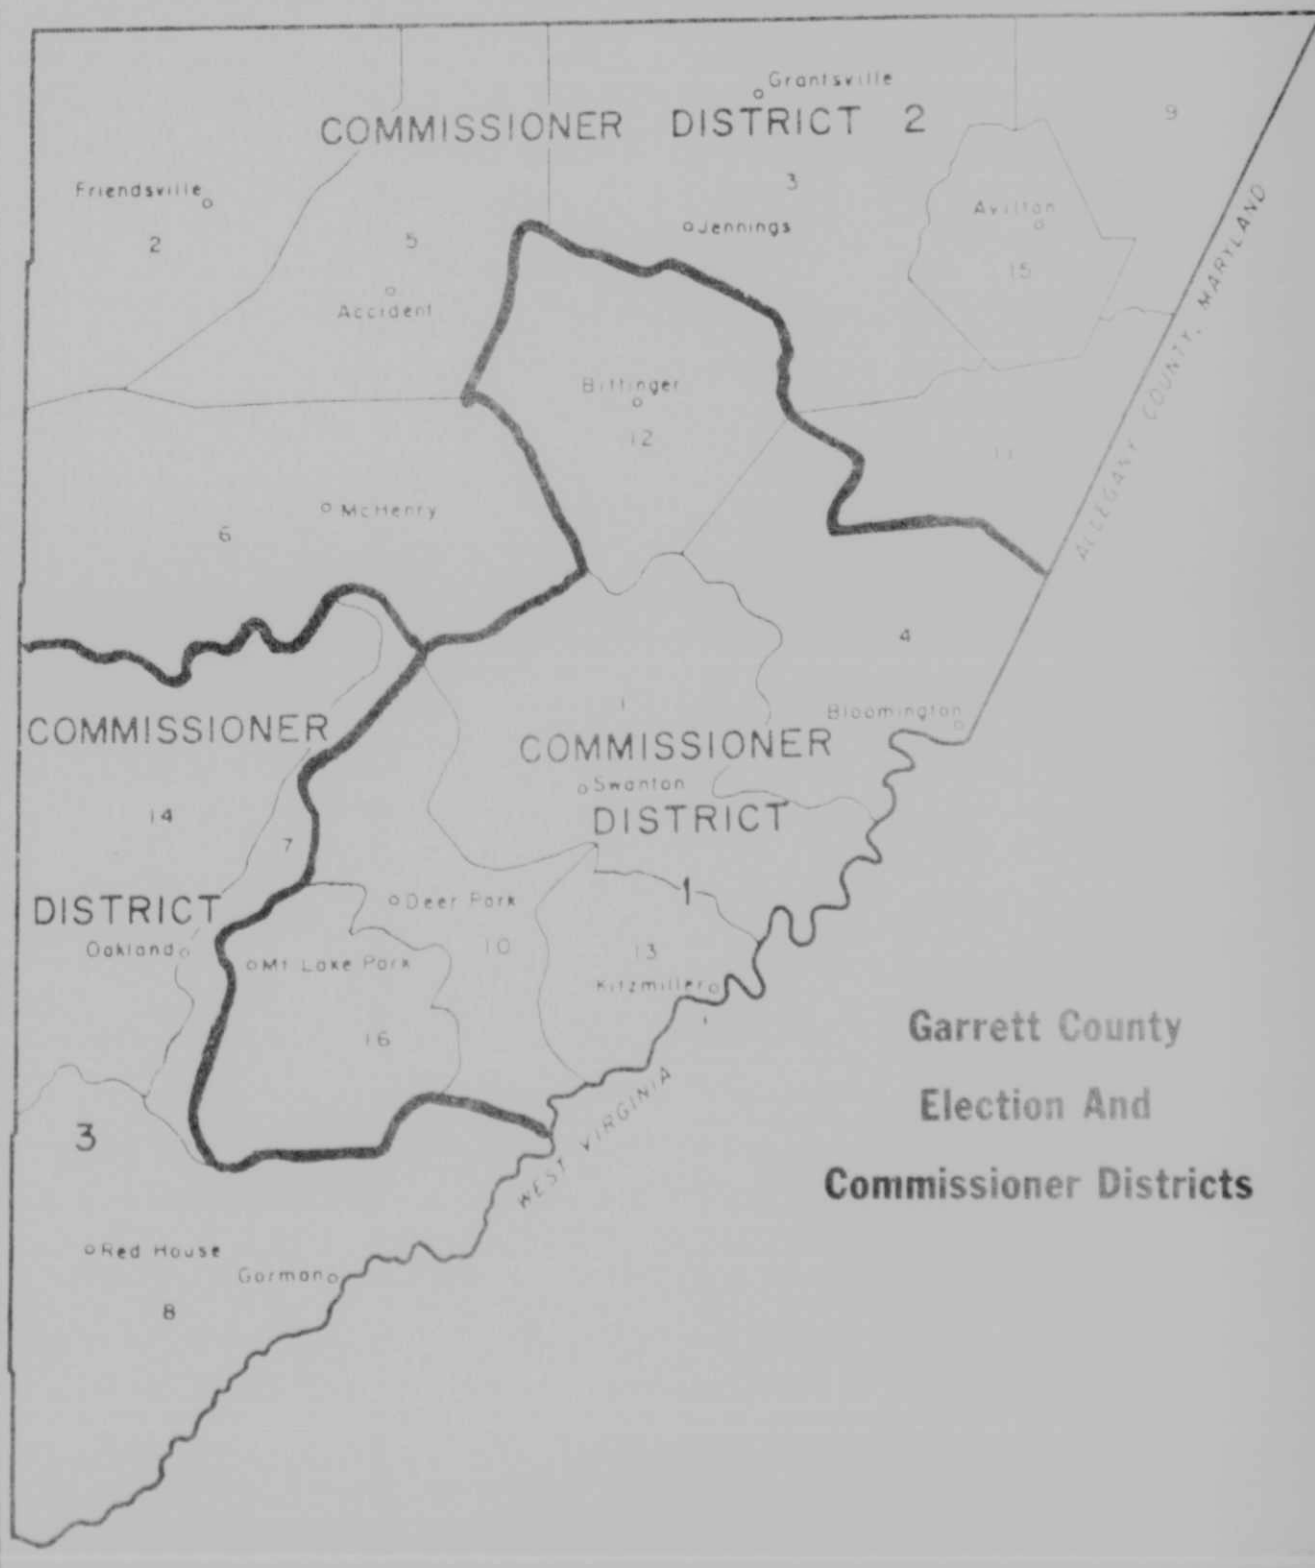 Grantsville
COMMISSIONER DISTRICT 2
9
Friendsville
2
3
Avilton
5
Jennings
15
Accident
ALLEGANY COUNTY, MARYLAND
Bittinger
12
11
McHenry
6
4
1
Bloomington
COMMISSIONER
COMMISSIONER
Swanton
DISTRICT
14
7
1
DISTRICT
Deer Park
Oakland
Mt Lake Park
10
13
Kitzmiller
16
3
WEST VIRGINIA
Garrett County
Election And
Commissioner Districts
Red House
Gorman
8